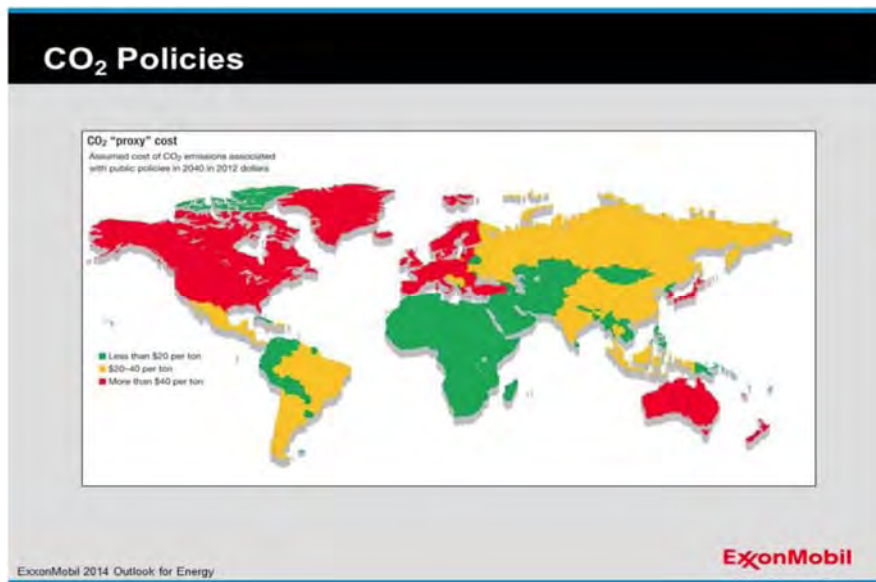 CO₂ Policies
CO₂ "proxy" cost
Assumed cost of CO₂ emissions associated
with public policies in 2040 in 2012 dollars
Less than $20 per ton
$20–40 per ton
More than $40 per ton
ExxonMobil
ExxonMobil 2014 Outlook for Energy